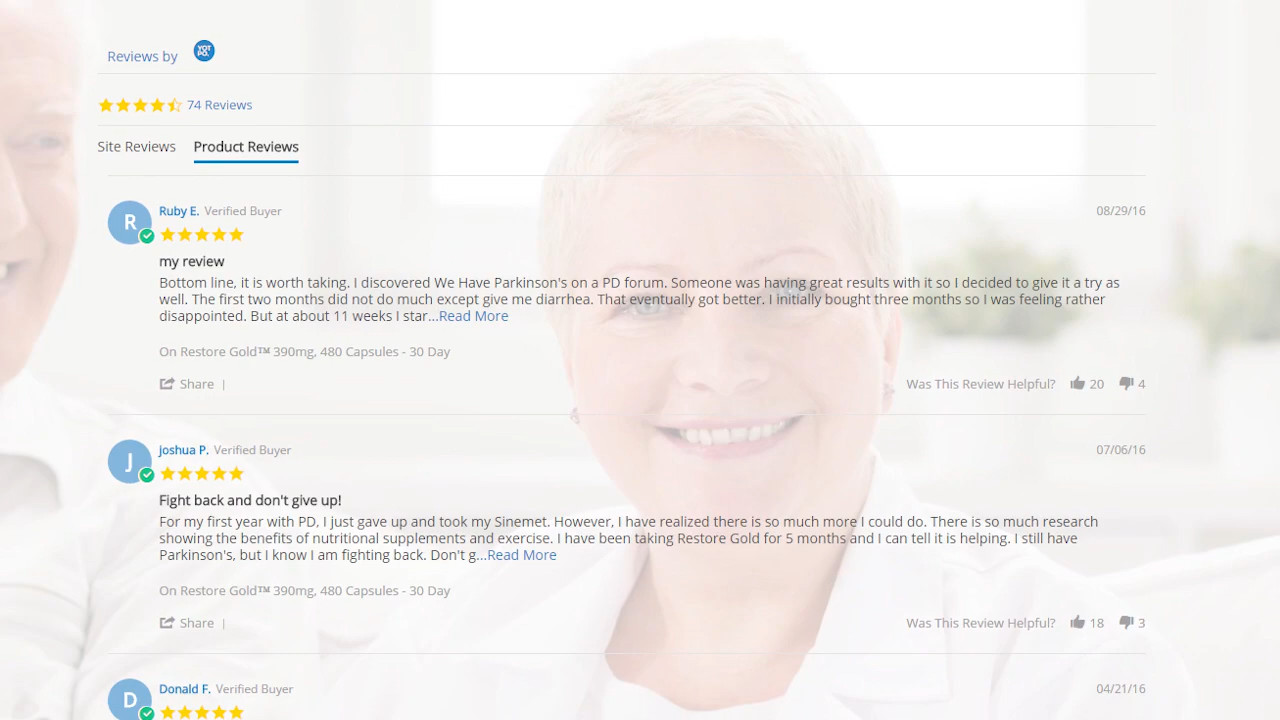 Reviews by
YOT
PO.
74 Reviews
Site Reviews Product Reviews
R Ruby E. Verified Buyer 08/29/16
my review
Bottom line, it is worth taking. I discovered We Have Parkinson's on a PD forum. Someone was having great results with it so I decided to give it a try as
well. The first two months did not do much except give me diarrhea. That eventually got better. I initially bought three months so I was feeling rather
disappointed. But at about 11 weeks I star...Read More
On Restore Gold™ 390mg, 480 Capsules - 30 Day
Share | Was This Review Helpful? 20 4
J Joshua P. Verified Buyer 07/06/16
Fight back and don't give up!
For my first year with PD, I just gave up and took my Sinemet. However, I have realized there is so much more I could do. There is so much research
showing the benefits of nutritional supplements and exercise. I have been taking Restore Gold for 5 months and I can tell it is helping. I still have
Parkinson's, but I know I am fighting back. Don't g...Read More
On Restore Gold™ 390mg, 480 Capsules - 30 Day
Share | Was This Review Helpful? 18 3
D Donald F. Verified Buyer 04/21/16